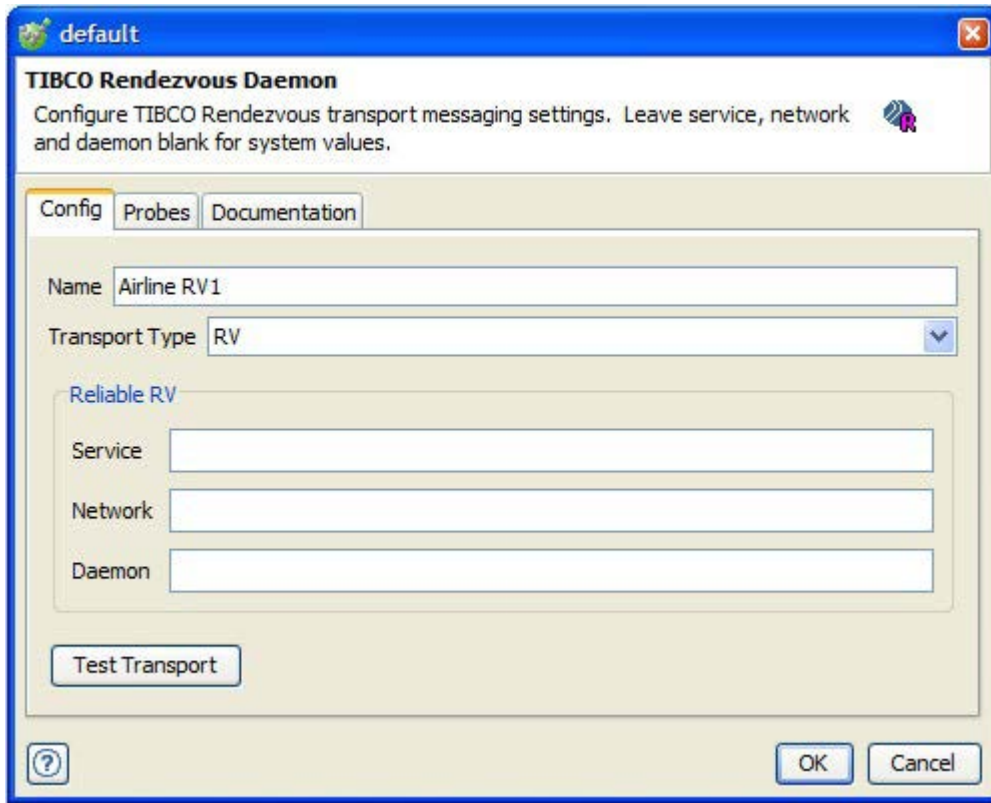 default
TIBCO Rendezvous Daemon
Configure TIBCO Rendezvous transport messaging settings. Leave service, network
and daemon blank for system values.
R
Config Probes Documentation
Name Airline RV1
Transport Type RV
Reliable RV
Service
Network
Daemon
Test Transport
? OK Cancel